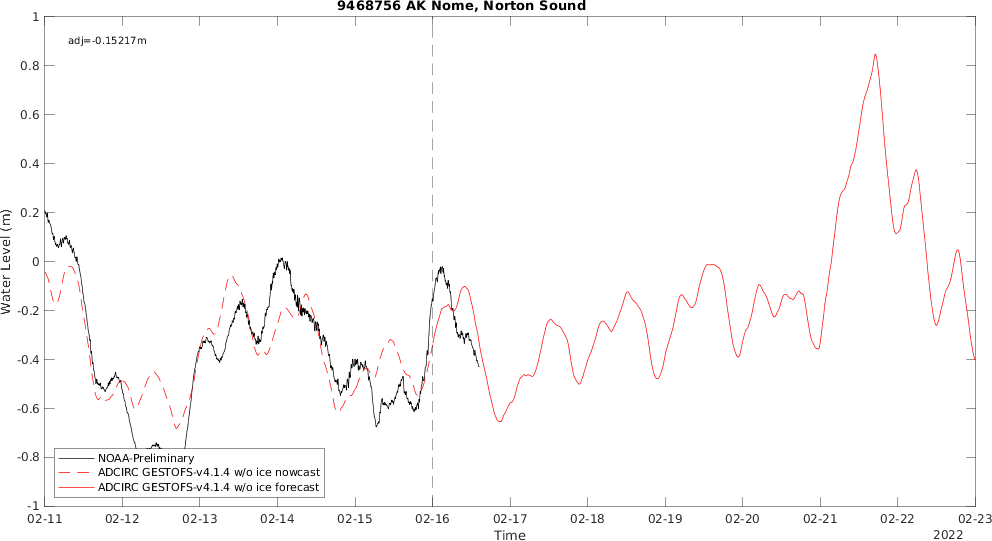 9468756 AK Nome, Norton Sound
adj=-0.15217m
1
0.8
0.6
0.4
0.2
0
-0.2
-0.4
-0.6
-0.8
-1
Water Level (m)
NOAA-Preliminary
ADCIRC GESTOFS-v4.1.4 w/o ice nowcast
ADCIRC GESTOFS-v4.1.4 w/o ice forecast
02-11 02-12 02-13 02-14 02-15 02-16 02-17 02-18 02-19 02-20 02-21 02-22 02-23
Time
2022